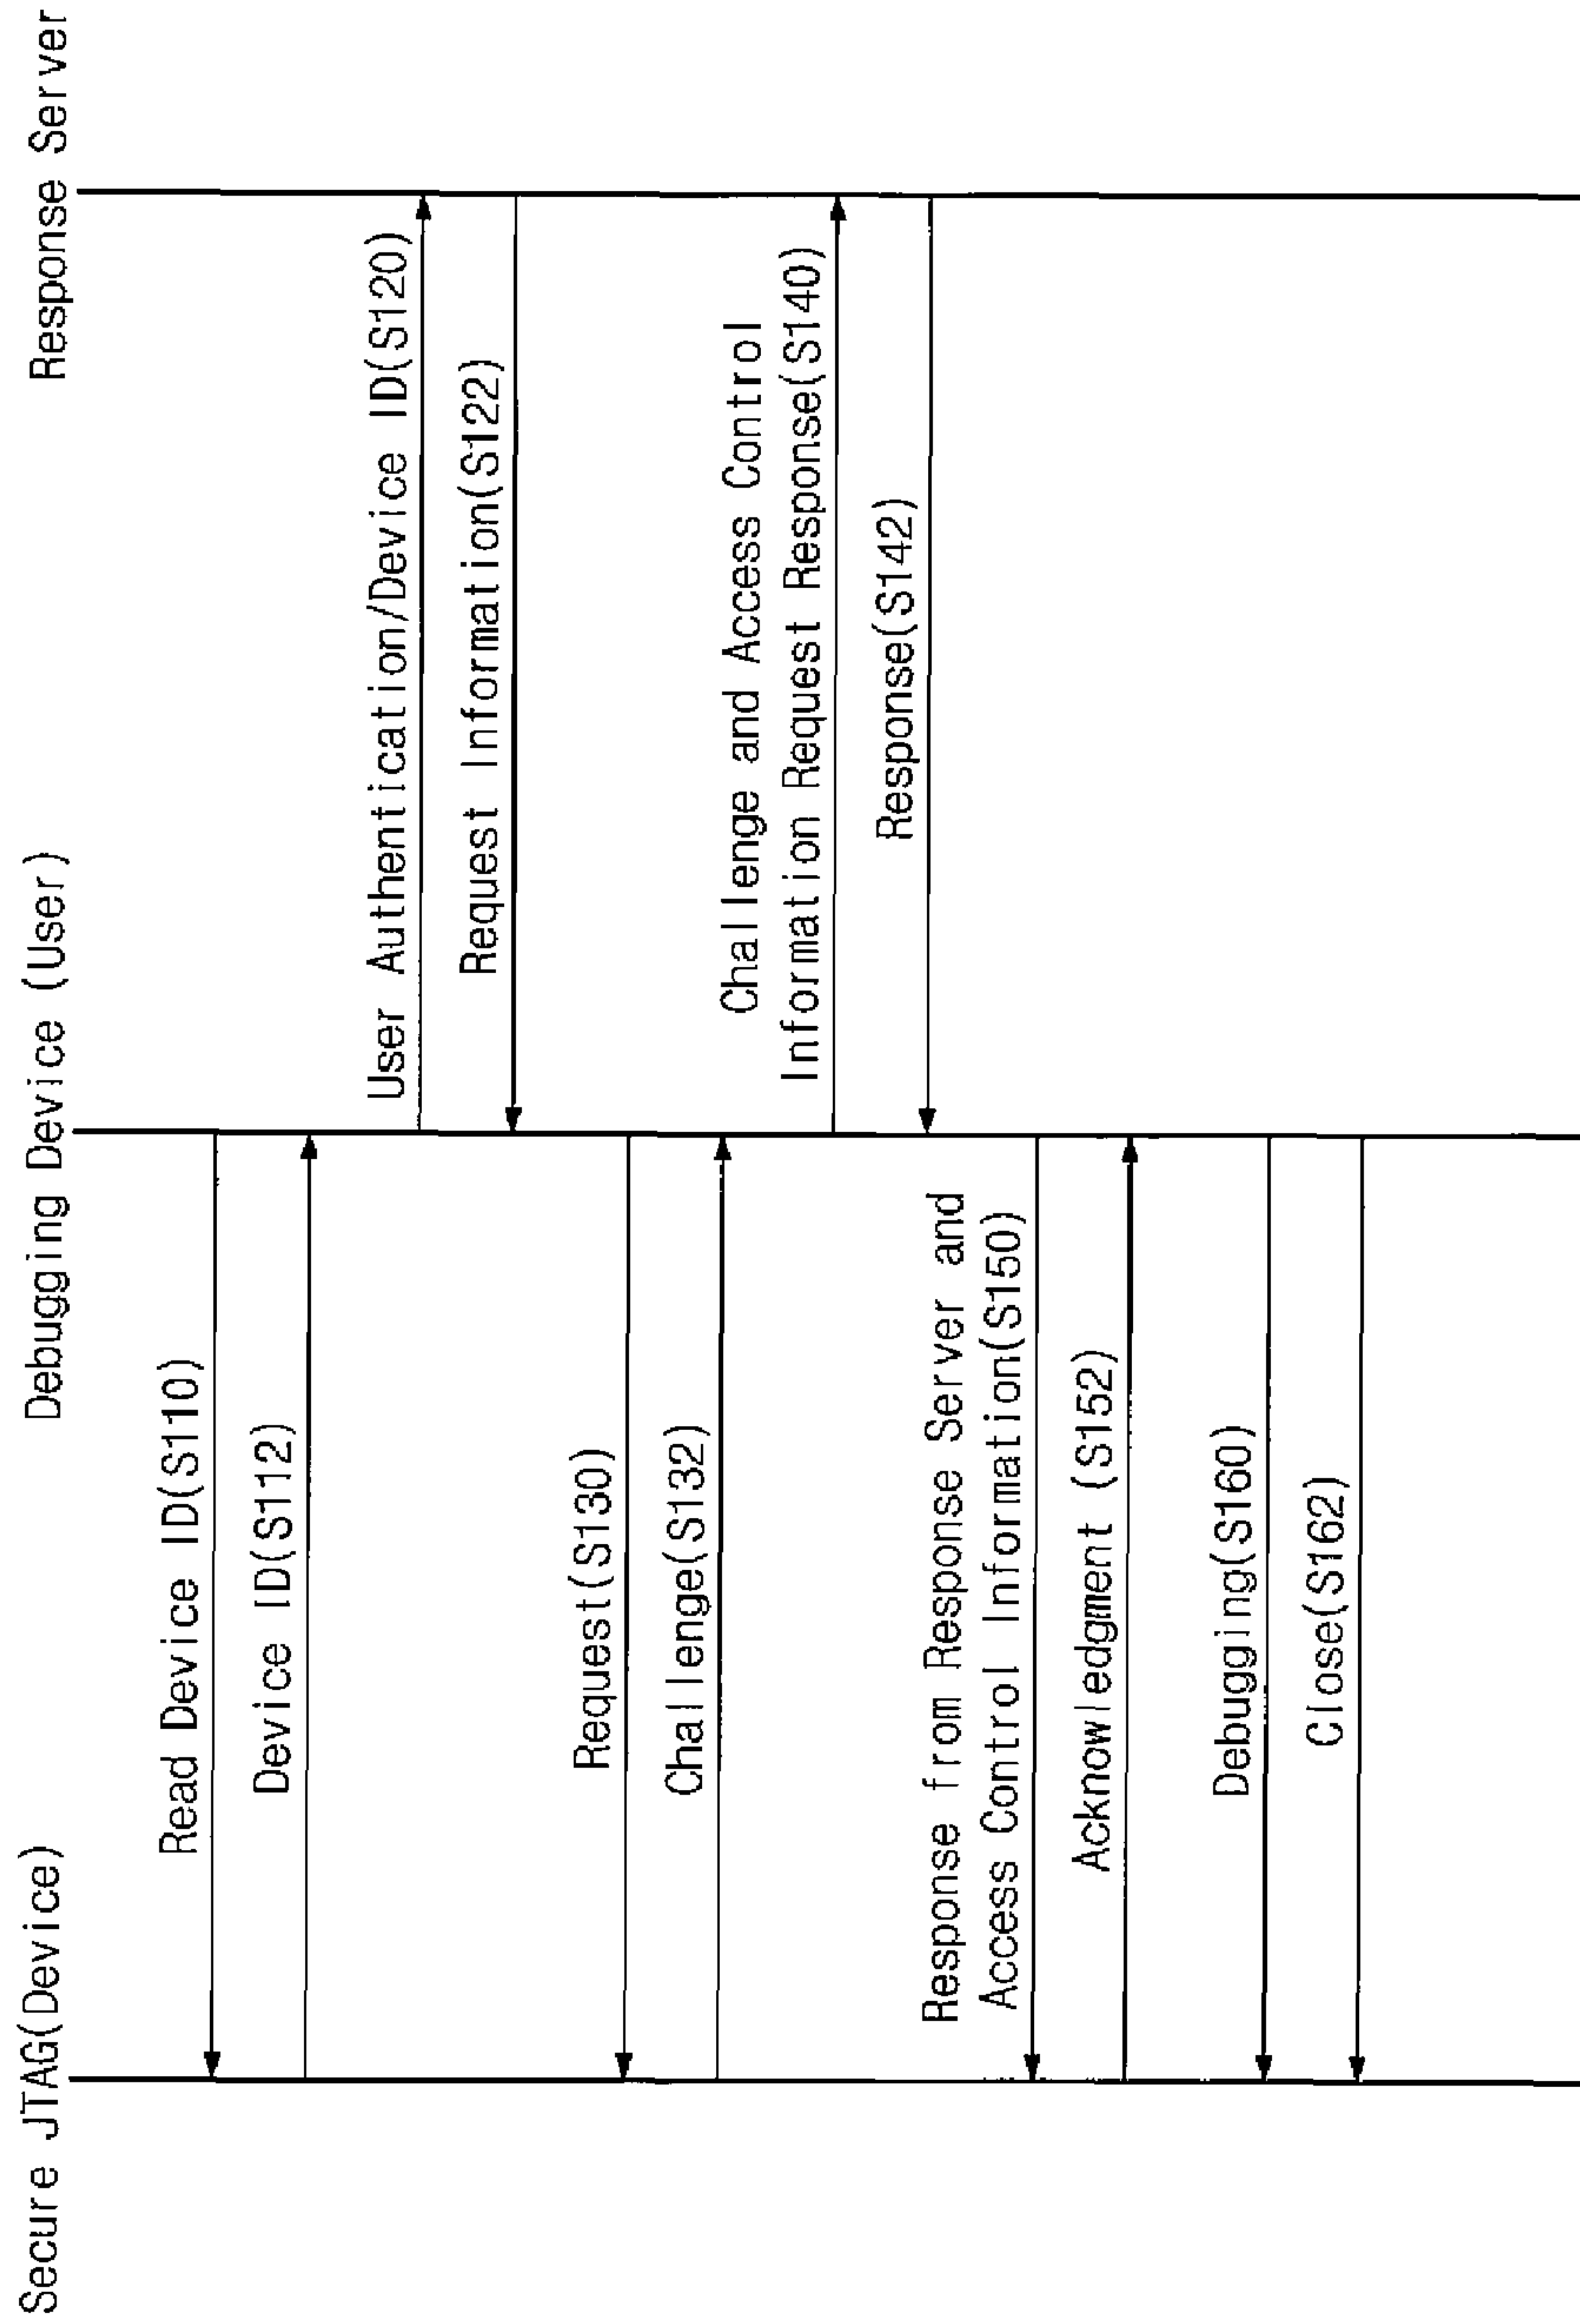 Secure JTAG(Device)
Debugging Device (User)
Response Server
Read Device ID(S110)
Device ID(S112)
User Authentication/Device ID(S120)
Request Information(S122)
Request(S130)
Challenge(S132)
Challenge and Access Control
Information Request Response(S140)
Response(S142)
Response from Response Server and
Access Control Information(S150)
Acknowledgment (S152)
Debugging(S160)
Close(S162)